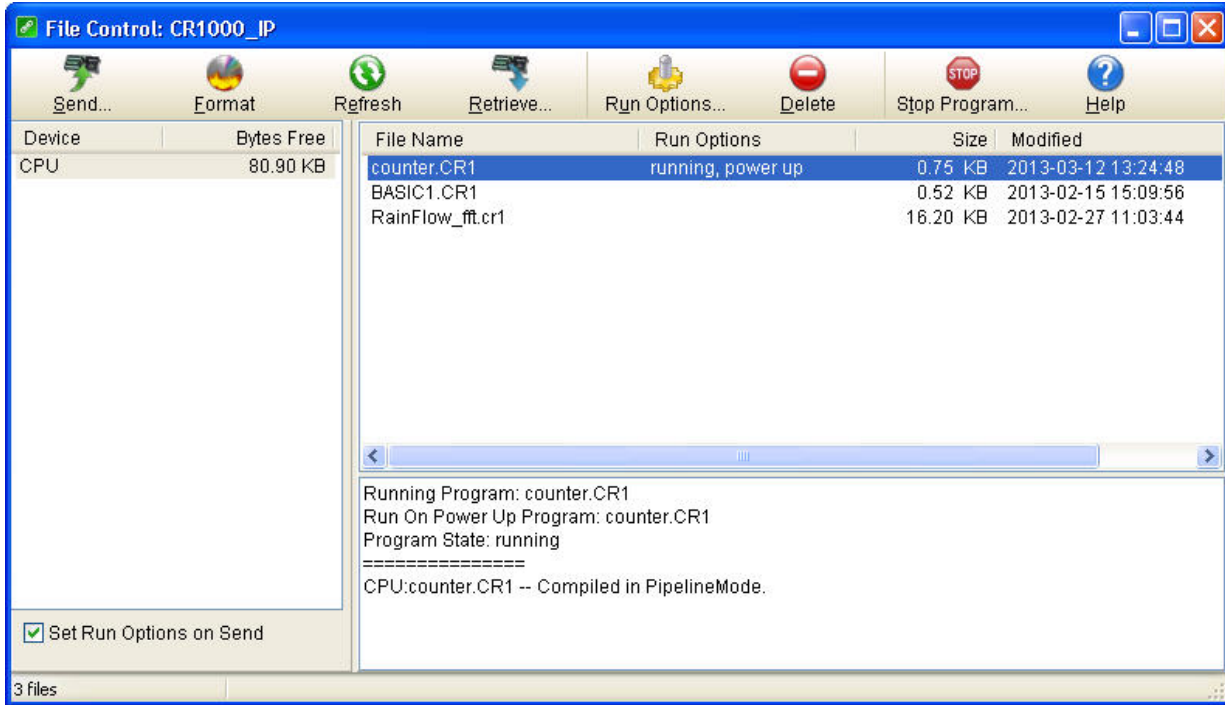 File Control: CR1000_IP
Send... Format Refresh Retrieve... Run Options... Delete Stop Program... Help
STOP
Device Bytes Free
CPU 80.90 KB
File Name Run Options Size Modified
counter.CR1 running, power up 0.75 KB 2013-03-12 13:24:48
BASIC1.CR1 0.52 KB 2013-02-15 15:09:56
RainFlow_fft.cr1 16.20 KB 2013-02-27 11:03:44
Running Program: counter.CR1
Run On Power Up Program: counter.CR1
Program State: running
================
CPU:counter.CR1 -- Compiled in PipelineMode.
Set Run Options on Send
3 files